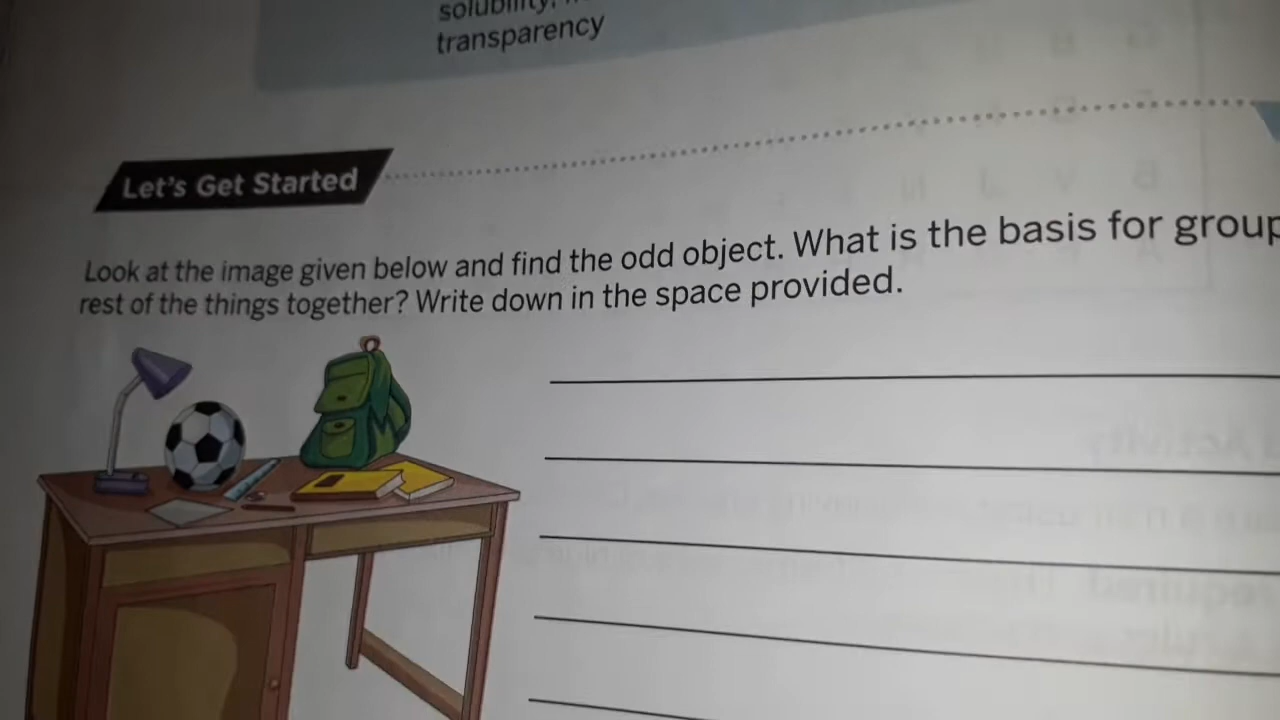 transparency
Let's Get Started
Look at the image given below and find the odd object. What is the basis for
rest of the things together? Write down in the space provided.